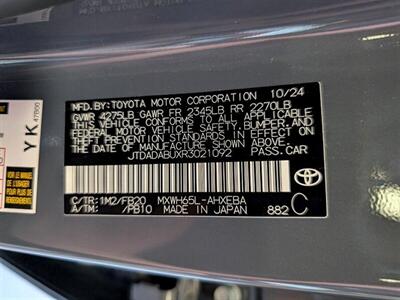 MFD. BY: TOYOTA MOTOR CORPORATION 10/24
GVWR 4275LB GAWR FR 2345LB RR 2270LB
THIS VEHICLE CONFORMS TO ALL APPLICABLE
FEDERAL MOTOR VEHICLE SAFETY, BUMPER, AND
THEFT PREVENTION STANDARDS IN EFFECT ON
THE DATE OF MANUFACTURE SHOWN ABOVE.
JTDADABUXR3021092 PASS.CAR
TOYOTA
C/TR: 1M2/FB20 MXWH65L-AHXEBA
A/TM: /PB10 MADE IN JAPAN 882 C
YK
47000